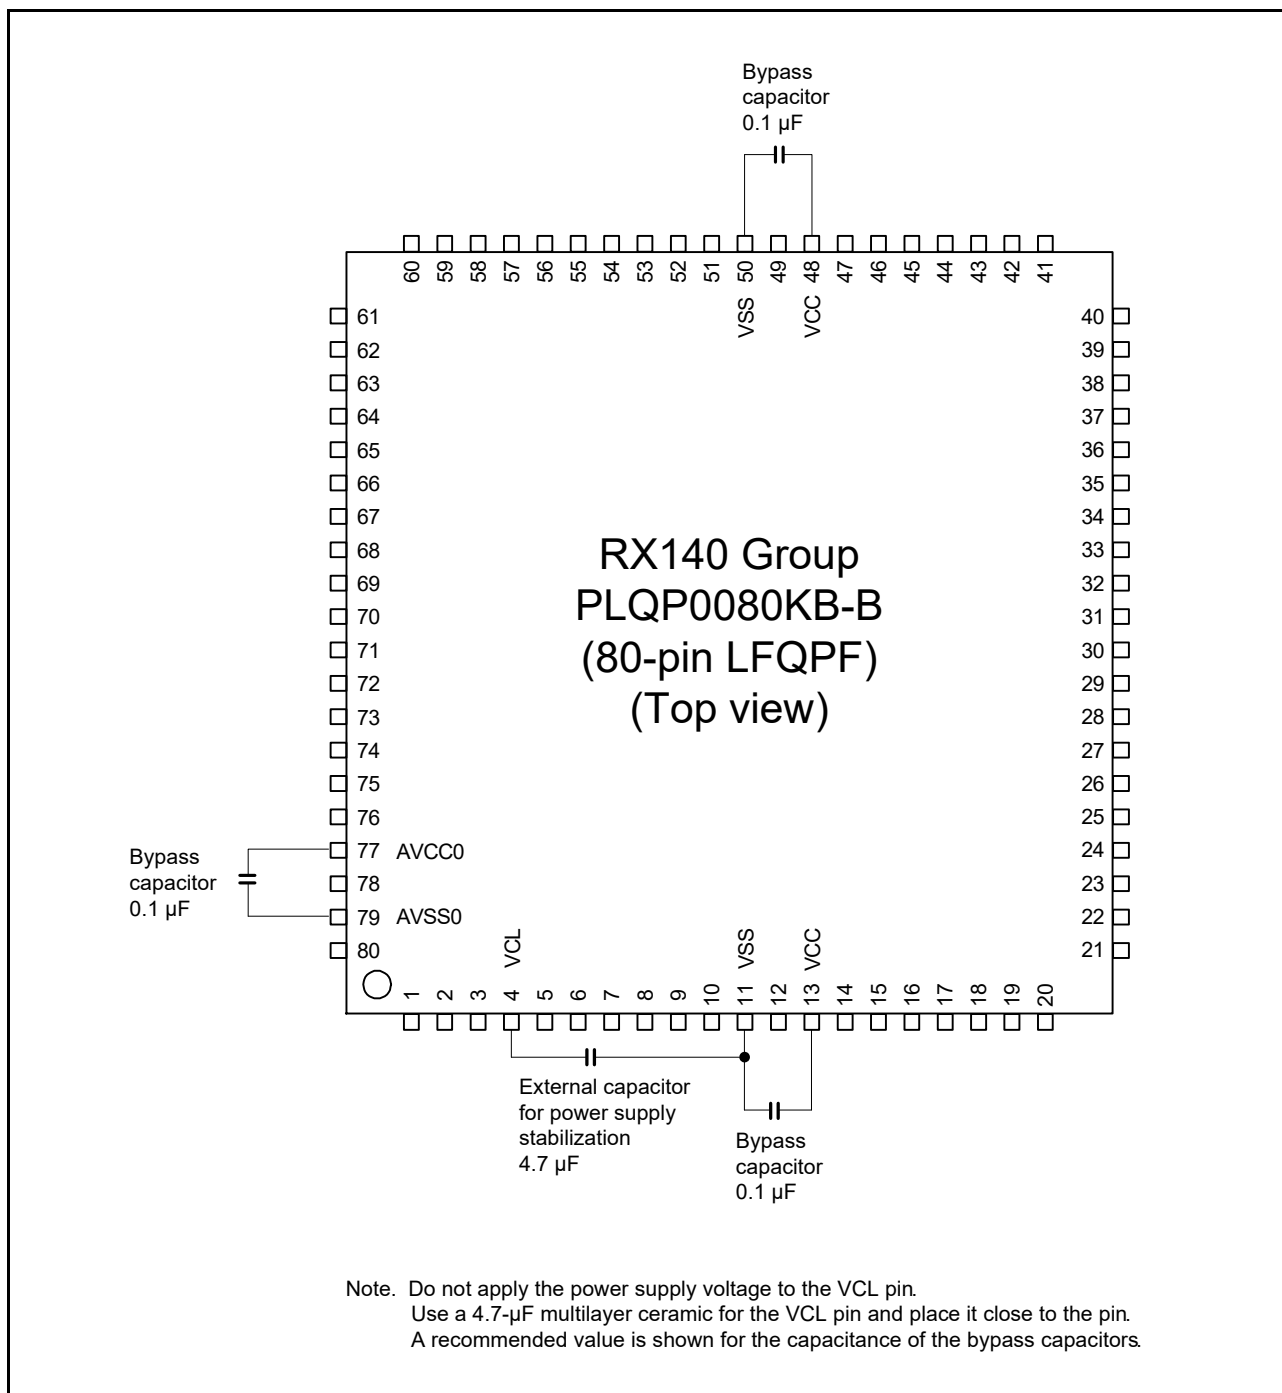 Bypass
capacitor
0.1 µF
60 59 58 57 56 55 54 53 52 51 50 49 48 47 46 45 44 43 42 41
VSS VCC
61 40
62 39
63 38
64 37
65 36
66 35
67 34
68 33
69 32
70 31
71 30
72 29
73 28
74 27
75 26
76 25
77 AVCC0 24
78 23
79 AVSS0 22
80 21
RX140 Group
PLQP0080KB-B
(80-pin LFQPF)
(Top view)
Bypass
capacitor
0.1 µF
VCL VSS VCC
1 2 3 4 5 6 7 8 9 10 11 12 13 14 15 16 17 18 19 20
External capacitor
for power supply
stabilization
4.7 µF
Bypass
capacitor
0.1 µF
Note. Do not apply the power supply voltage to the VCL pin.
Use a 4.7-µF multilayer ceramic for the VCL pin and place it close to the pin.
A recommended value is shown for the capacitance of the bypass capacitors.